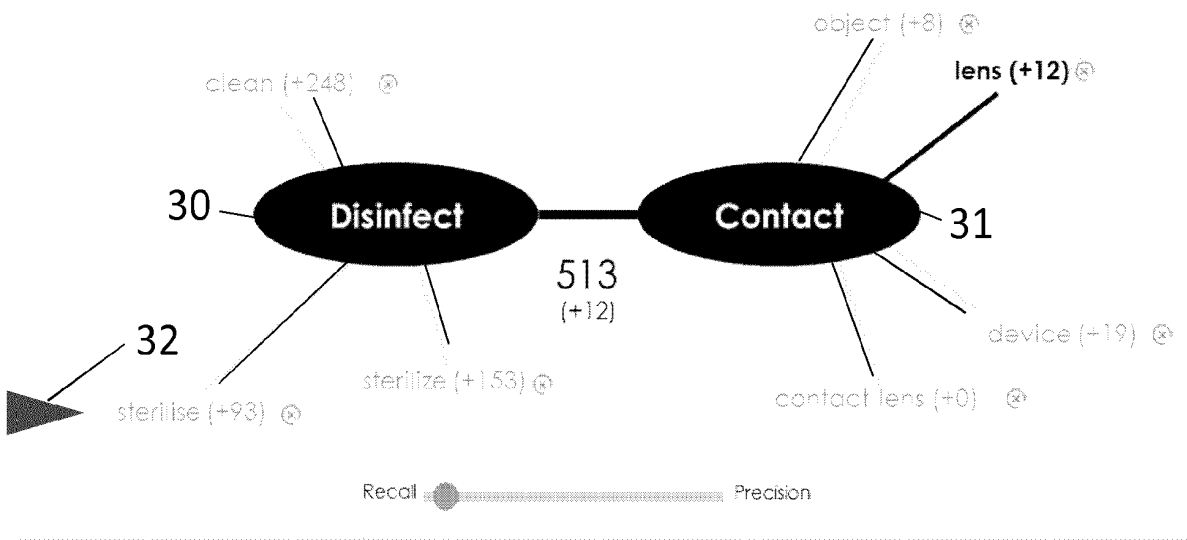 object (+8)
lens (+12)
clean (+248)
30
Disinfect
Contact
31
513
(+12)
32
device (+19)
sterilize (+153)
contact lens (+0)
sterilise (+93)
Recall
Precision